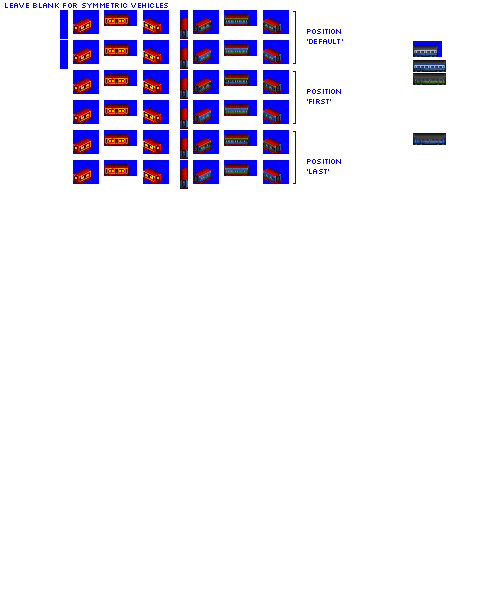 LEAVE BLANK FOR SYMMETRIC VEHICLES
POSITION
'DEFAULT'
POSITION
'FIRST'
POSITION
'LAST'